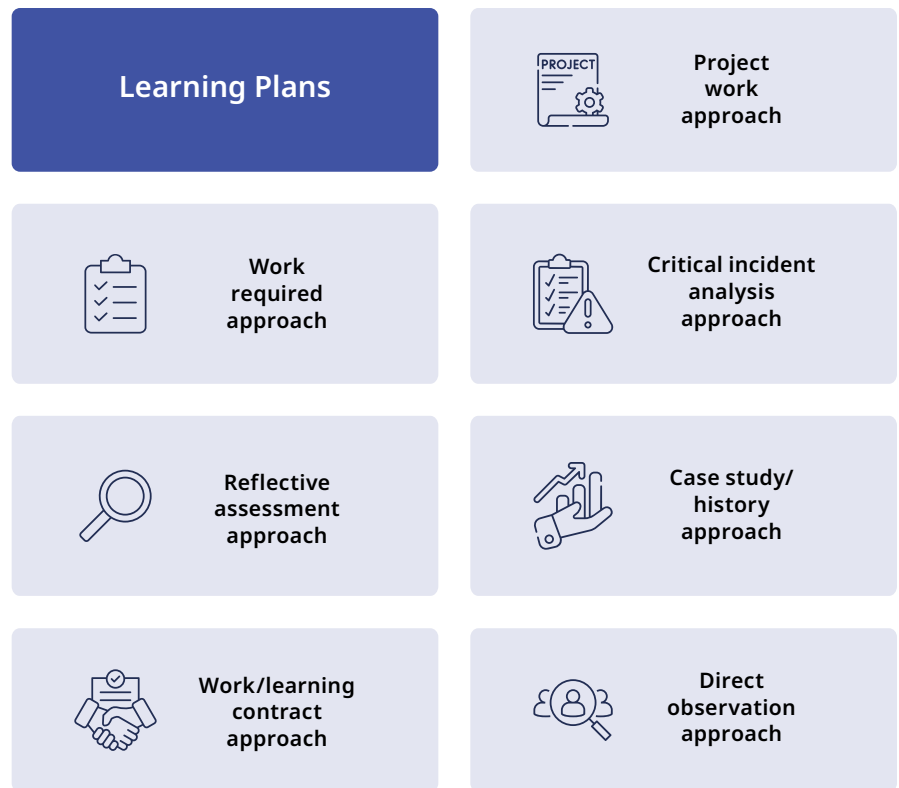 Learning Plans
PROJECT
Project
work
approach
Work
required
approach
Critical incident
analysis
approach
Reflective
assessment
approach
Case study/
history
approach
Work/learning
contract
approach
Direct
observation
approach